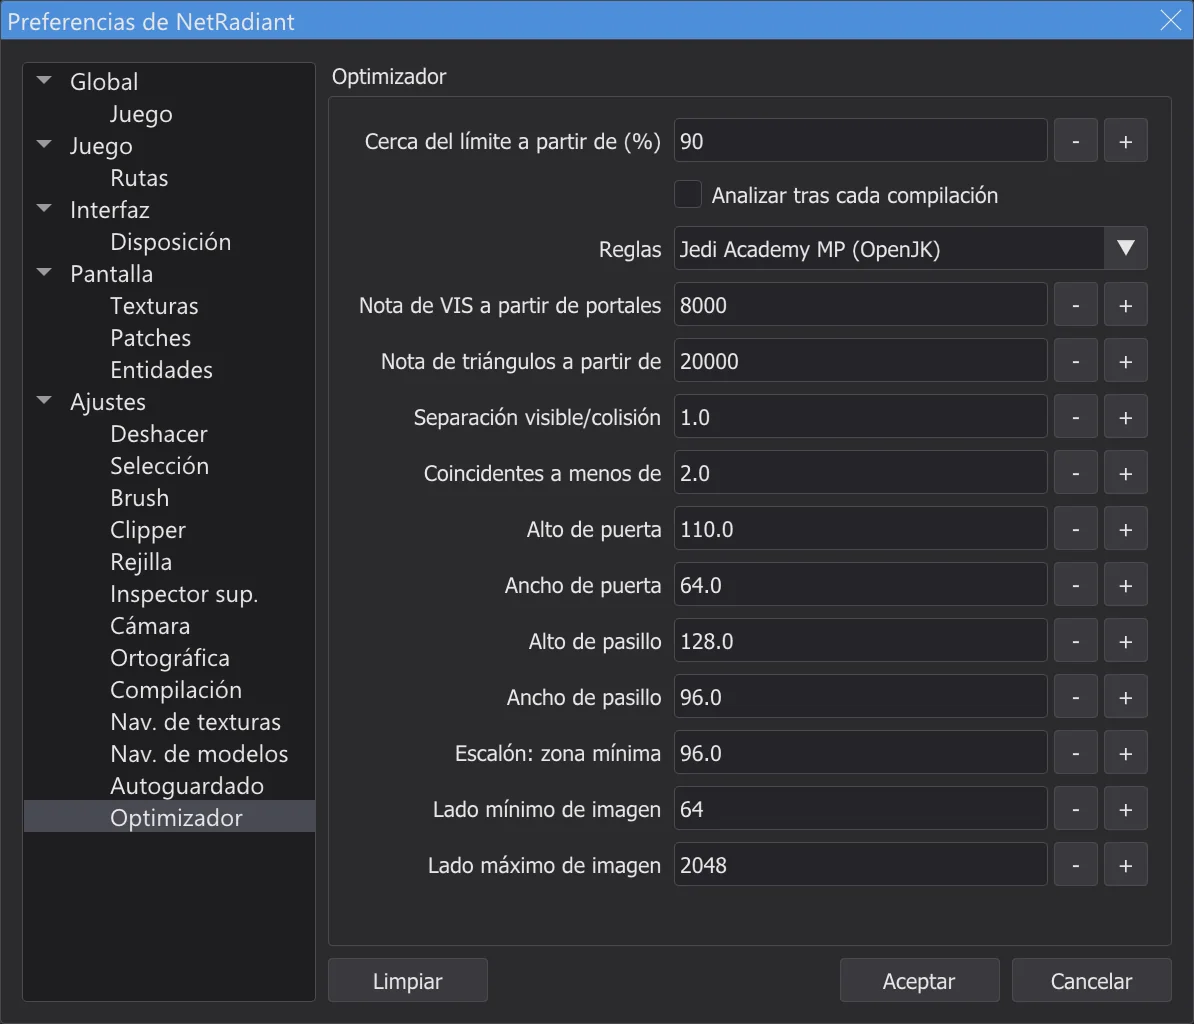 Preferencias de NetRadiant
Global
Juego
Juego
Rutas
Interfaz
Disposición
Pantalla
Texturas
Patches
Entidades
Ajustes
Deshacer
Selección
Brush
Clipper
Rejilla
Inspector sup.
Cámara
Ortográfica
Compilación
Nav. de texturas
Nav. de modelos
Autoguardado
Optimizador
Optimizador
Cerca del límite a partir de (%) 90 - +
Analizar tras cada compilación
Reglas Jedi Academy MP (OpenJK)
Nota de VIS a partir de portales 8000 - +
Nota de triángulos a partir de 20000 - +
Separación visible/colisión 1.0 - +
Coincidentes a menos de 2.0 - +
Alto de puerta 110.0 - +
Ancho de puerta 64.0 - +
Alto de pasillo 128.0 - +
Ancho de pasillo 96.0 - +
Escalón: zona mínima 96.0 - +
Lado mínimo de imagen 64 - +
Lado máximo de imagen 2048 - +
Limpiar Aceptar Cancelar